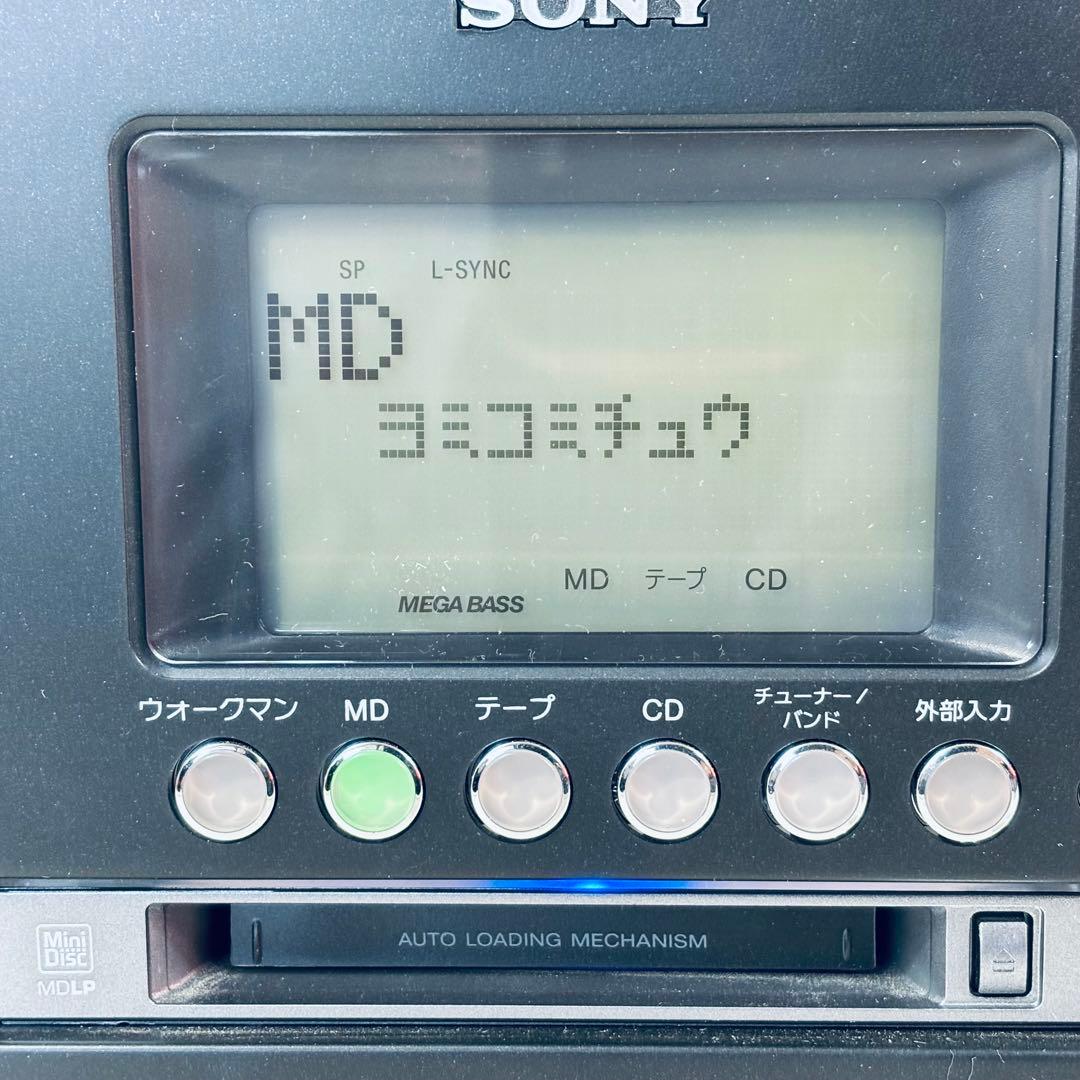 SONY
SP L-SYNC
MD
ヨミコミチュウ
MD テープ CD
MEGA BASS
ウォークマン MD テープ CD チューナー/バンド 外部入力
AUTO LOADING MECHANISM
Mini Disc
MDLP